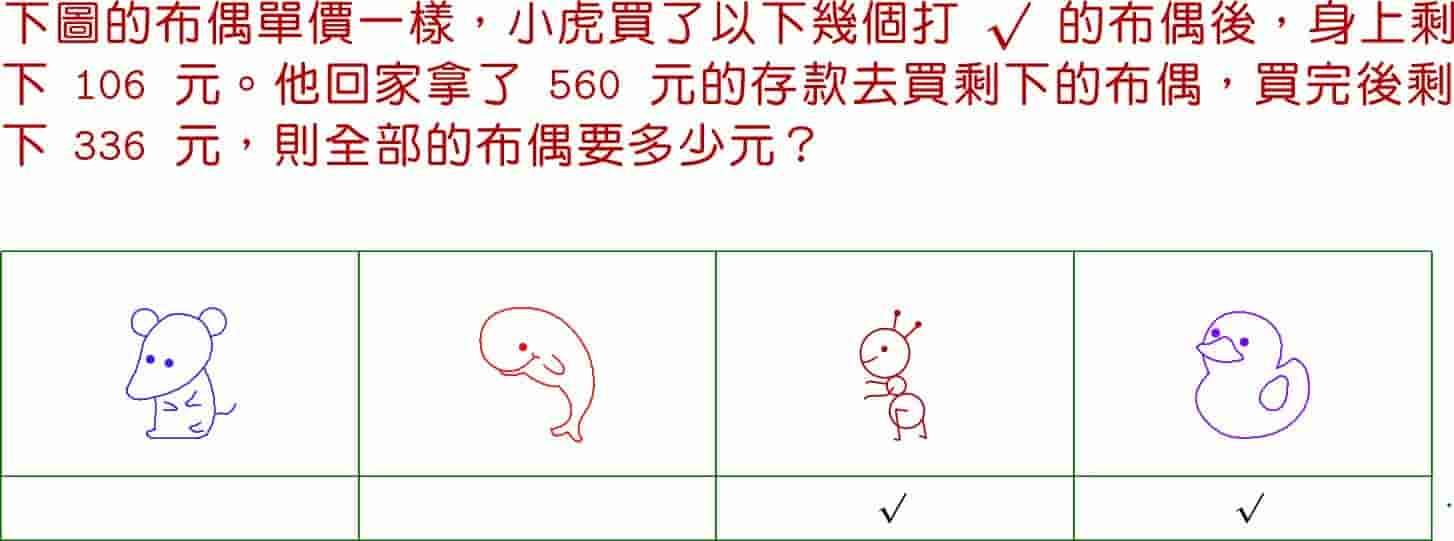 下圖的布偶單價一樣，小虎買了以下幾個打 √ 的布偶後，身上剩
下 106 元。他回家拿了 560 元的存款去買剩下的布偶，買完後剩
下 336 元，則全部的布偶要多少元？
√ √ .